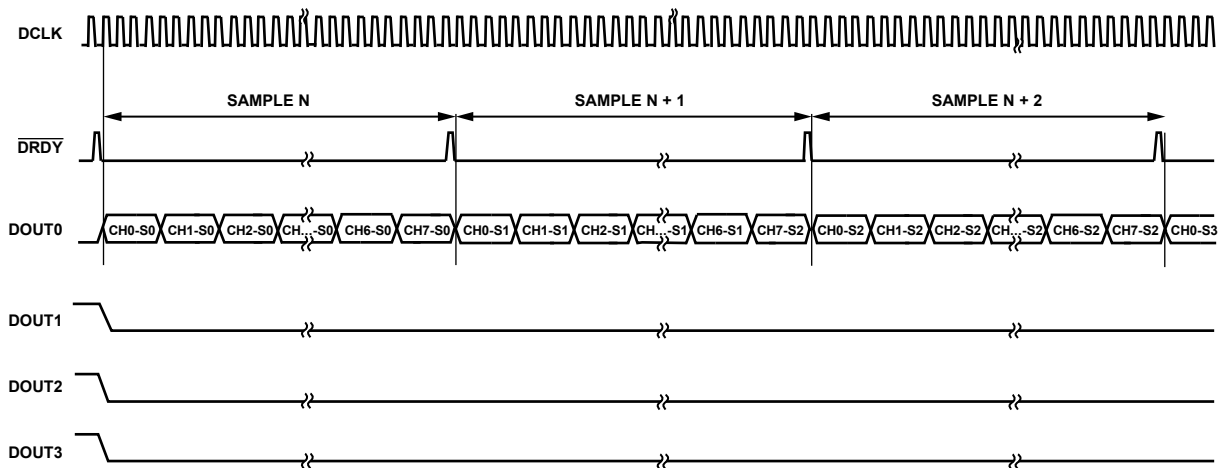 DCLK
SAMPLE N SAMPLE N + 1 SAMPLE N + 2
DRDY
DOUT0 CH0-S0 CH1-S0 CH2-S0 CH...-S0 CH6-S0 CH7-S0 CH0-S1 CH1-S1 CH2-S1 CH...-S1 CH6-S1 CH7-S2 CH0-S2 CH1-S2 CH2-S2 CH...-S2 CH6-S2 CH7-S2 CH0-S3
DOUT1
DOUT2
DOUT3